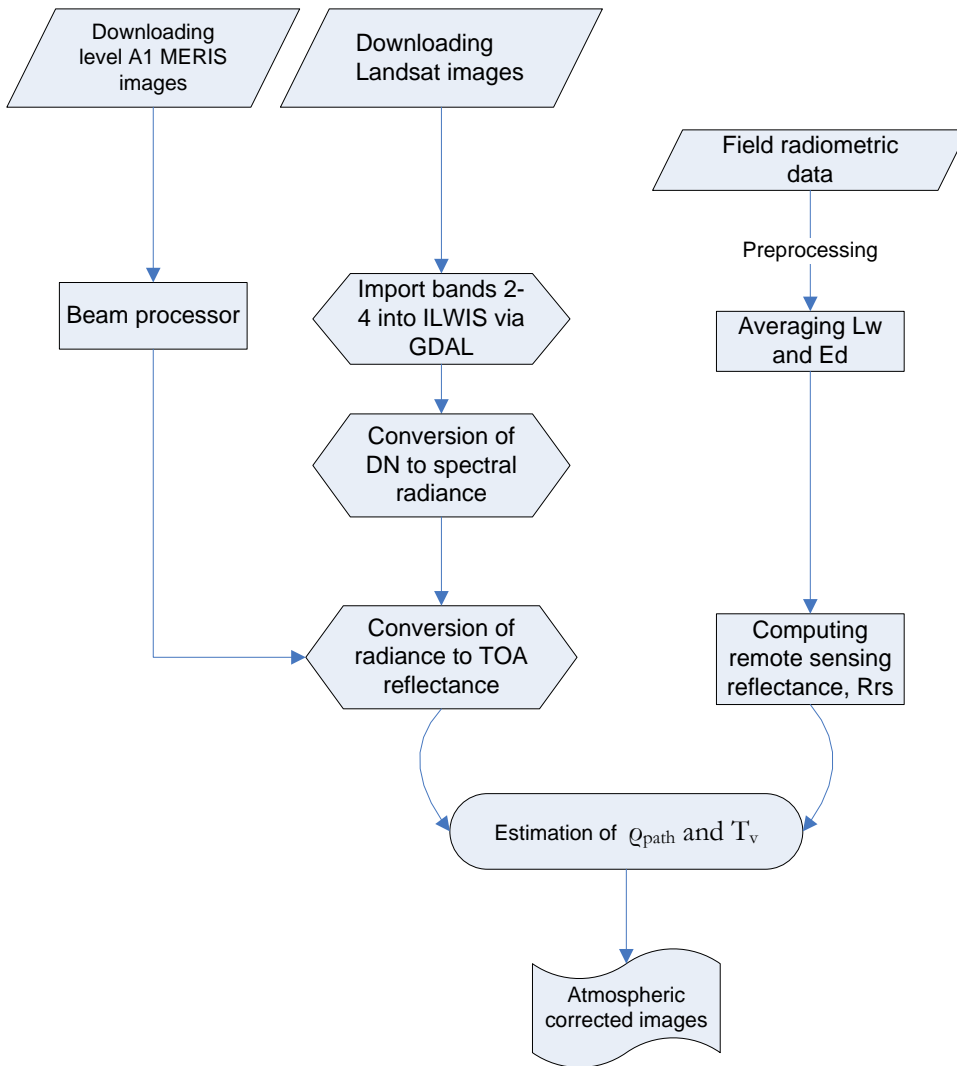 Downloading
level A1 MERIS
images
Downloading
Landsat images
Field radiometric
data
Preprocessing
Beam processor
Import bands 2-
4 into ILWIS via
GDAL
Averaging Lw
and Ed
Conversion of
DN to spectral
radiance
Conversion of
radiance to TOA
reflectance
Computing
remote sensing
reflectance, Rrs
Estimation of ϱpath and Tv
Atmospheric
corrected images